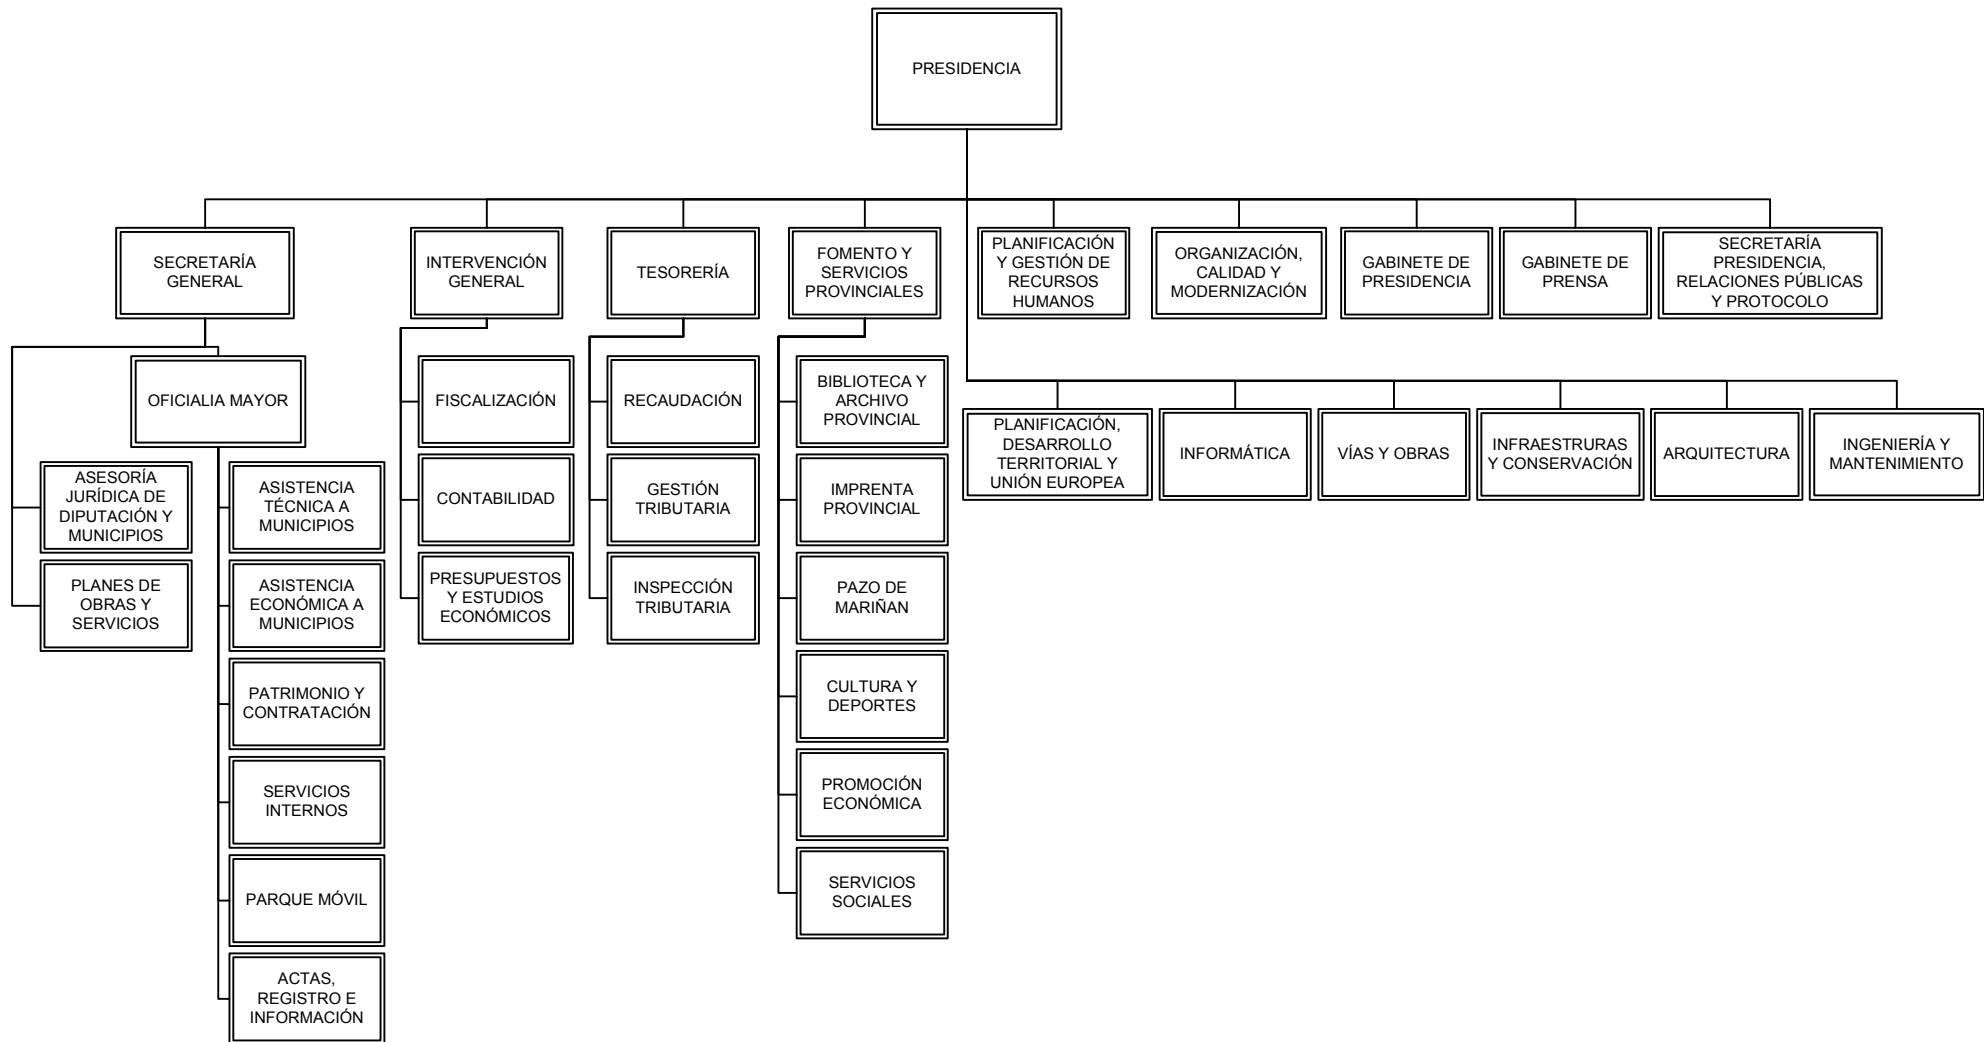 PRESIDENCIA
SECRETARÍA
GENERAL
INTERVENCIÓN
GENERAL
TESORERÍA
FOMENTO Y
SERVICIOS
PROVINCIALES
PLANIFICACIÓN
Y GESTIÓN DE
RECURSOS
HUMANOS
ORGANIZACIÓN,
CALIDAD Y
MODERNIZACIÓN
GABINETE DE
PRESIDENCIA
GABINETE DE
PRENSA
SECRETARÍA
PRESIDENCIA,
RELACIONES PÚBLICAS
Y PROTOCOLO
OFICIALIA MAYOR
ASESORÍA
JURÍDICA DE
DIPUTACIÓN Y
MUNICIPIOS
PLANES DE
OBRAS Y
SERVICIOS
ASISTENCIA
TÉCNICA A
MUNICIPIOS
ASISTENCIA
ECONÓMICA A
MUNICIPIOS
PATRIMONIO Y
CONTRATACIÓN
SERVICIOS
INTERNOS
PARQUE MÓVIL
ACTAS,
REGISTRO E
INFORMACIÓN
FISCALIZACIÓN
CONTABILIDAD
PRESUPUESTOS
Y ESTUDIOS
ECONÓMICOS
RECAUDACIÓN
GESTIÓN
TRIBUTARIA
INSPECCIÓN
TRIBUTARIA
BIBLIOTECA Y
ARCHIVO
PROVINCIAL
IMPRENTA
PROVINCIAL
PAZO DE
MARIÑAN
CULTURA Y
DEPORTES
PROMOCIÓN
ECONÓMICA
SERVICIOS
SOCIALES
PLANIFICACIÓN,
DESARROLLO
TERRITORIAL Y
UNIÓN EUROPEA
INFORMÁTICA
VÍAS Y OBRAS
INFRAESTRURAS
Y CONSERVACIÓN
ARQUITECTURA
INGENIERÍA Y
MANTENIMIENTO